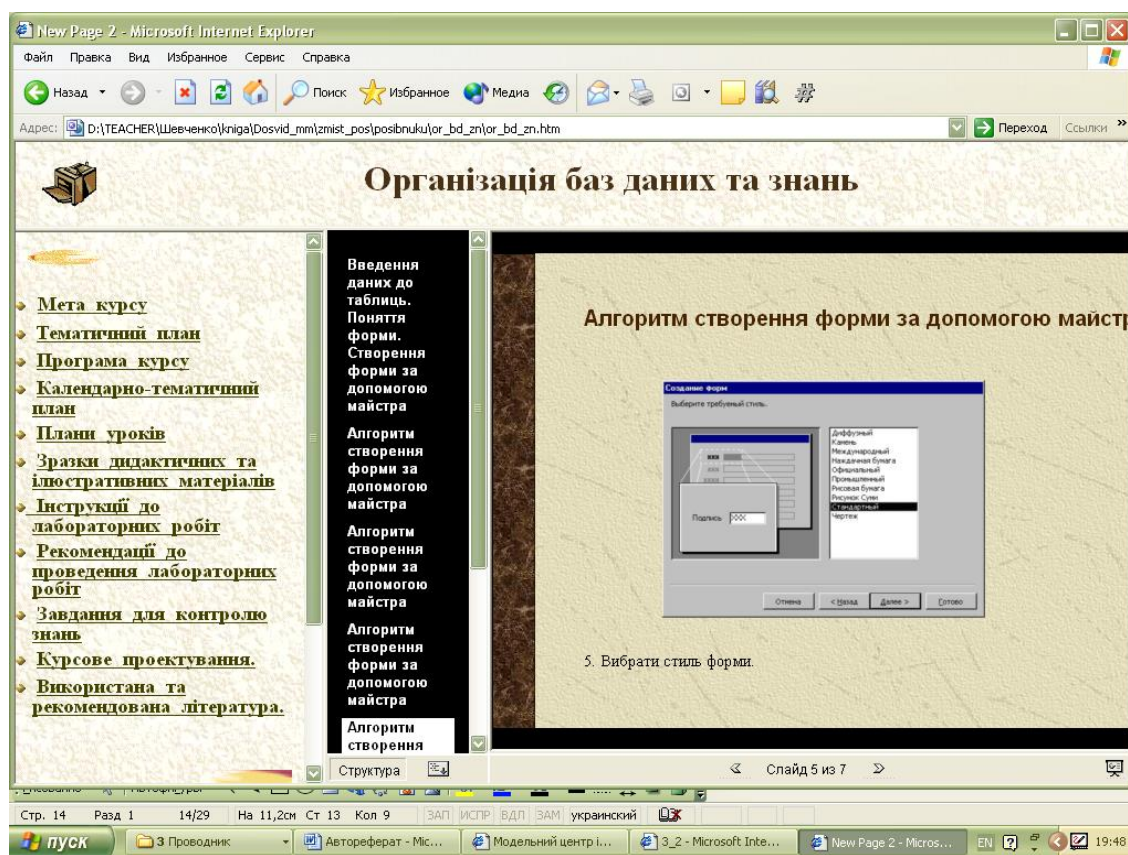 New Page 2 - Microsoft Internet Explorer
Файл Правка Вид Избранное Сервис Справка
Назад Поиск Избранное Медиа
Адрес: D:\TEACHER\Шевченко\kniga\Dosvid_mm\zmist_pos\posibnuku\or_bd_zn\or_bd_zn.htm Переход Ссылки »
Організація баз даних та знань
Мета курсу
Тематичний план
Програма курсу
Календарно-тематичний
план
Плани уроків
Зразки дидактичних та
ілюстративних матеріалів
Інструкції до
лабораторних робіт
Рекомендації до
проведення лабораторних
робіт
Завдання для контролю
знань
Курсове проектування.
Використана та
рекомендована література.
Введення
даних до
таблиць.
Поняття
форми.
Створення
форми за
допомогою
майстра
Алгоритм
створення
форми за
допомогою
майстра
Алгоритм
створення
форми за
допомогою
майстра
Алгоритм
створення
форми за
допомогою
майстра
Алгоритм
створення
Структура
Алгоритм створення форми за допомогою майстр
Создание форм
Выберите требуемый стиль.
Подпись XXX
Диффузный
Камень
Международный
Наждачная бумага
Официальный
Промышленный
Рисовая бумага
Рисунок Суми
Стандартный
Чертеж
Отмена < Назад Далее > Готово
5. Вибрати стиль форми.
Слайд 5 из 7
Стр. 14 Разд 1 14/29 На 11,2см Ст 13 Кол 9 ЗАП ИСПР ВДЛ ЗАМ украинский
пуск 3 Проводник Автореферат - Mic... Модельний центр і... 3_2 - Microsoft Inte... New Page 2 - Micros... EN 19:48